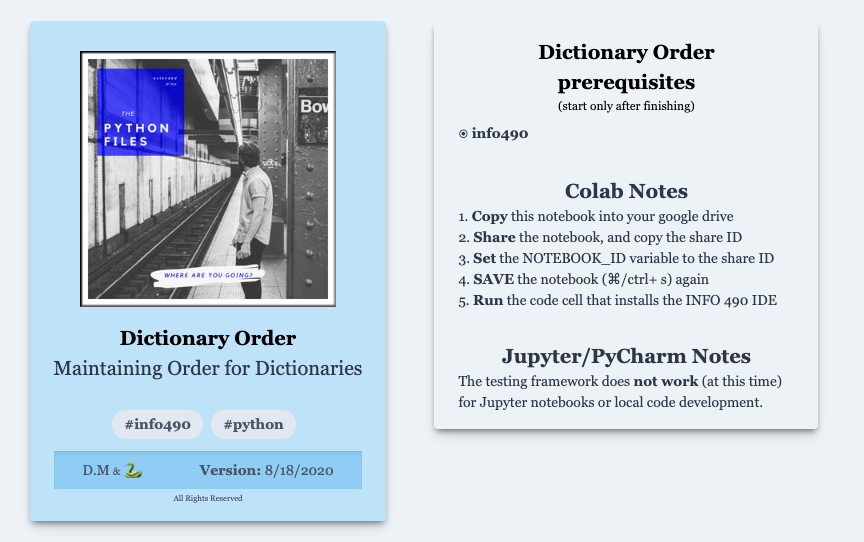 extended
play
THE
PYTHON
FILES
Bow
WHERE ARE YOU GOING?
Dictionary Order
Maintaining Order for Dictionaries
#info490
#python
D.M & 🐍
Version: 8/18/2020
All Rights Reserved
Dictionary Order
prerequisites
(start only after finishing)
⦿ info490
Colab Notes
1. Copy this notebook into your google drive
2. Share the notebook, and copy the share ID
3. Set the NOTEBOOK_ID variable to the share ID
4. SAVE the notebook (⌘/ctrl+ s) again
5. Run the code cell that installs the INFO 490 IDE
Jupyter/PyCharm Notes
The testing framework does not work (at this time)
for Jupyter notebooks or local code development.